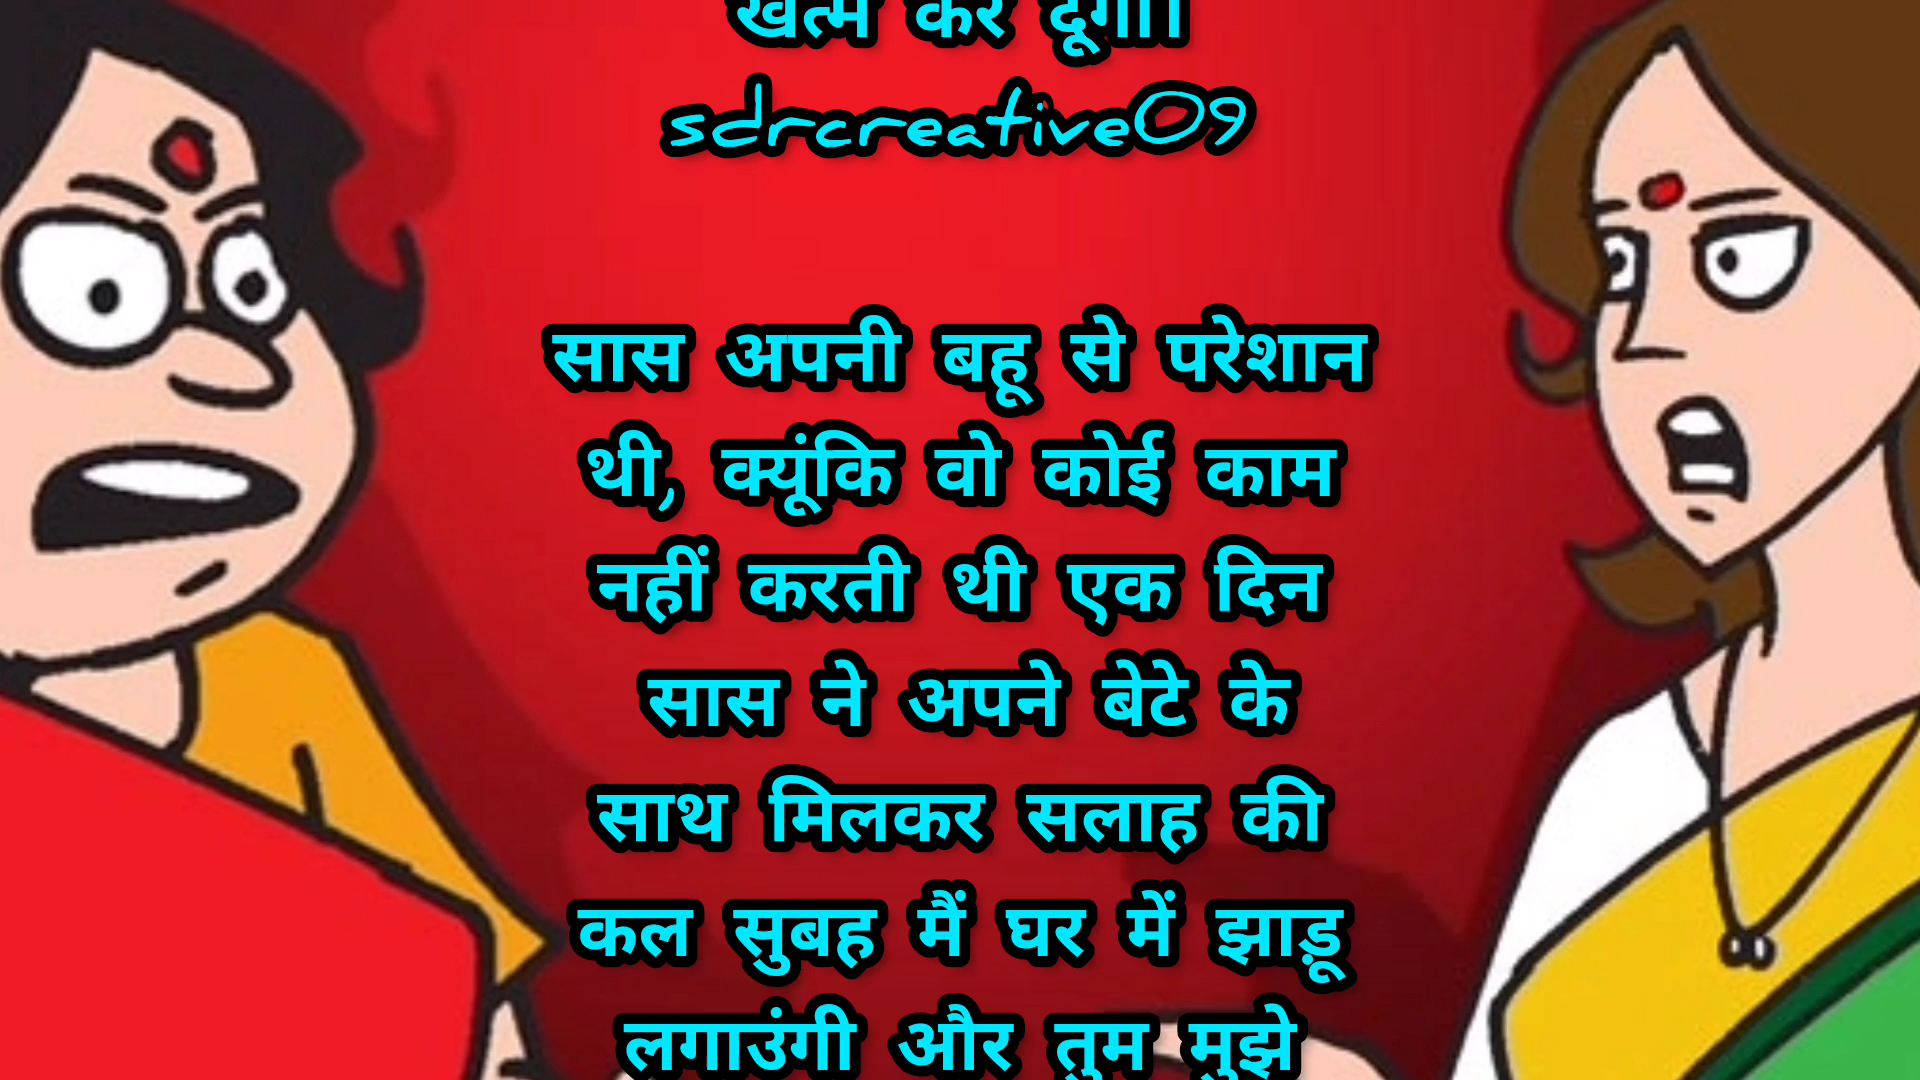 खत्म कर दूंगा।
sdrcreative09
सास अपनी बहू से परेशान
थी, क्यूंकि वो कोई काम
नहीं करती थी एक दिन
सास ने अपने बेटे के
साथ मिलकर सलाह की
कल सुबह मैं घर में झाड़ू
लगाउंगी और तुम मुझे